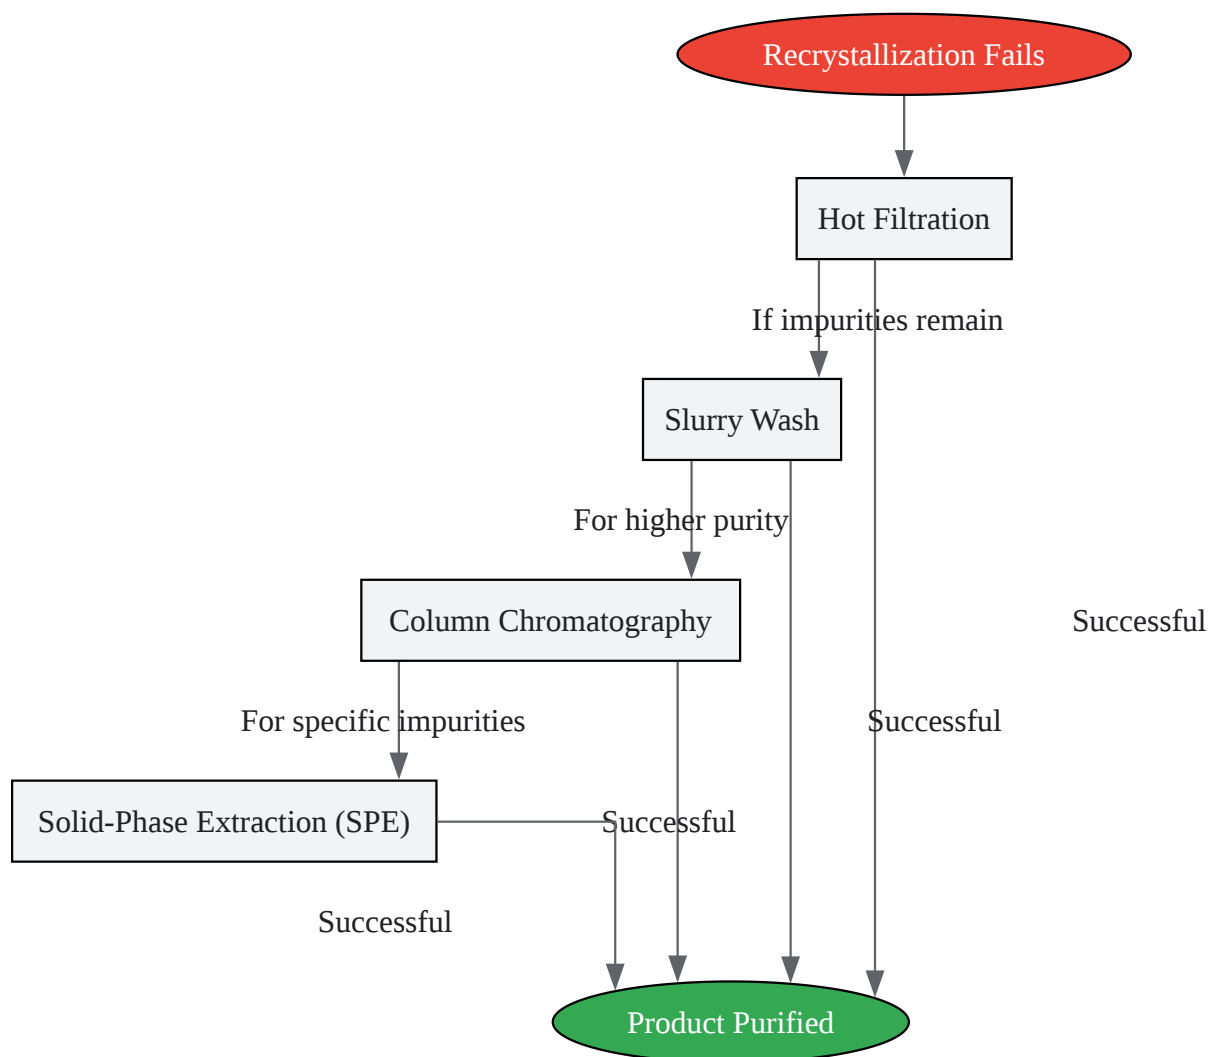 Recrystallization Fails
Hot Filtration
If impurities remain
Slurry Wash
For higher purity
Column Chromatography
Successful
For specific impurities
Successful
Solid-Phase Extraction (SPE)
Successful
Successful
Product Purified